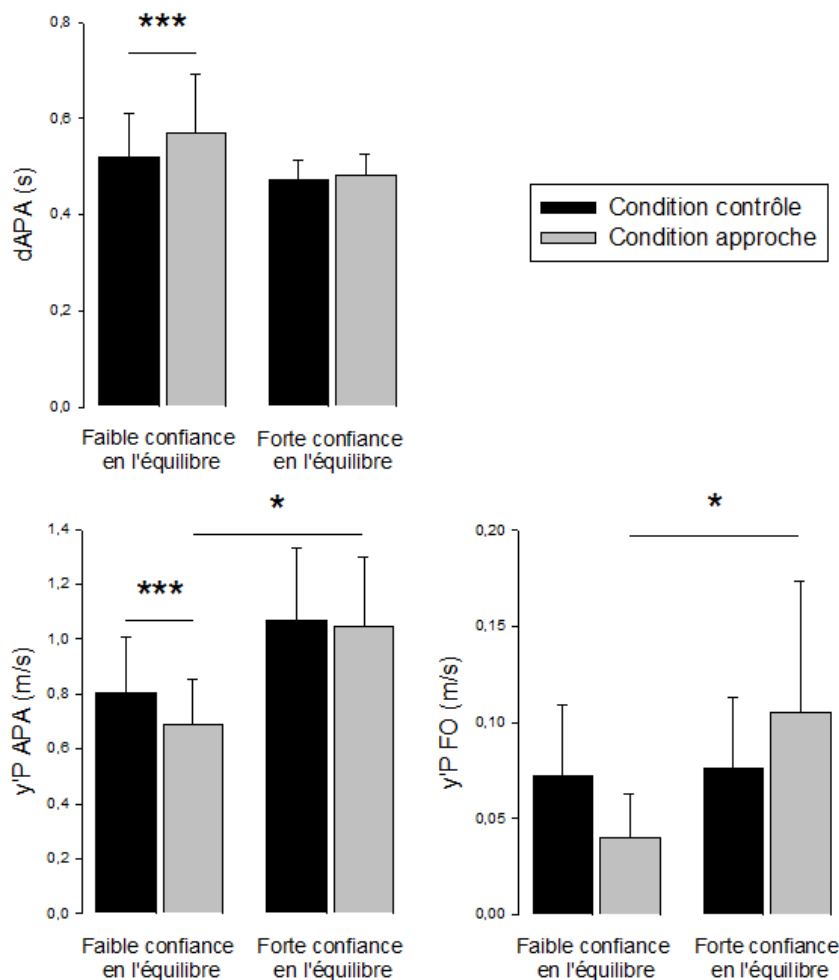 ***
0,8
0,6
0,4
0,2
0,0
dAPA (s)
Faible confiance
en l'équilibre
Forte confiance
en l'équilibre
Condition contrôle
Condition approche
*
***
1,4
1,2
1,0
0,8
0,6
0,4
0,2
0,0
y'P APA (m/s)
Faible confiance
en l'équilibre
Forte confiance
en l'équilibre
*
0,20
0,15
0,10
0,05
0,00
y'P FO (m/s)
Faible confiance
en l'équilibre
Forte confiance
en l'équilibre